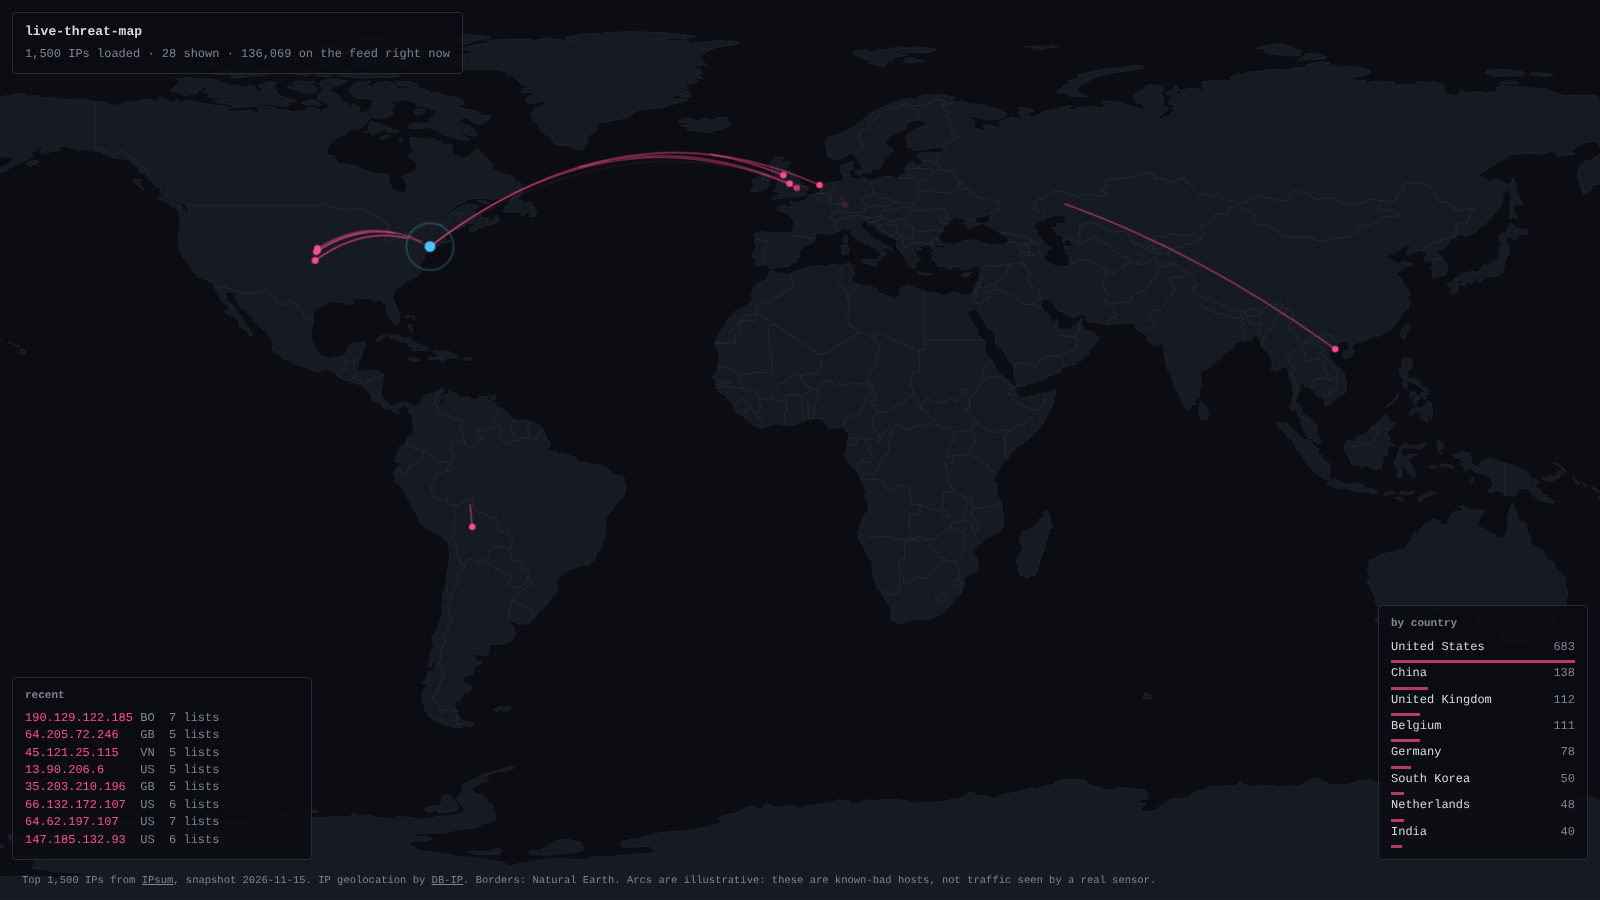 live-threat-map
1,500 IPs loaded · 28 shown · 136,069 on the feed right now
recent
190.129.122.185 BO 7 lists
64.205.72.246 GB 5 lists
45.121.25.115 VN 5 lists
13.90.206.6 US 5 lists
35.203.210.196 GB 5 lists
66.132.172.107 US 6 lists
64.62.197.107 US 7 lists
147.185.132.93 US 6 lists
by country
United States 683
China 138
United Kingdom 112
Belgium 111
Germany 78
South Korea 50
Netherlands 48
India 40
Top 1,500 IPs from IPsum, snapshot 2026-11-15. IP geolocation by DB-IP. Borders: Natural Earth. Arcs are illustrative: these are known-bad hosts, not traffic seen by a real sensor.